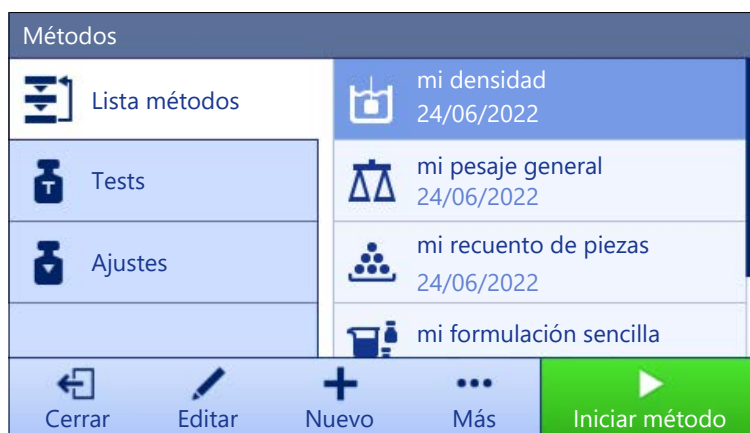 Métodos
Lista métodos
Tests
Ajustes
mi densidad
24/06/2022
mi pesaje general
24/06/2022
mi recuento de piezas
24/06/2022
mi formulación sencilla
Cerrar
Editar
Nuevo
Más
Iniciar método